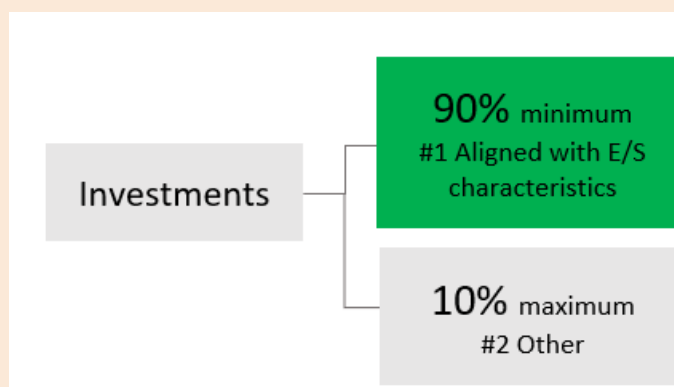 90% minimum
#1 Aligned with E/S
characteristics
Investments
10% maximum
#2 Other